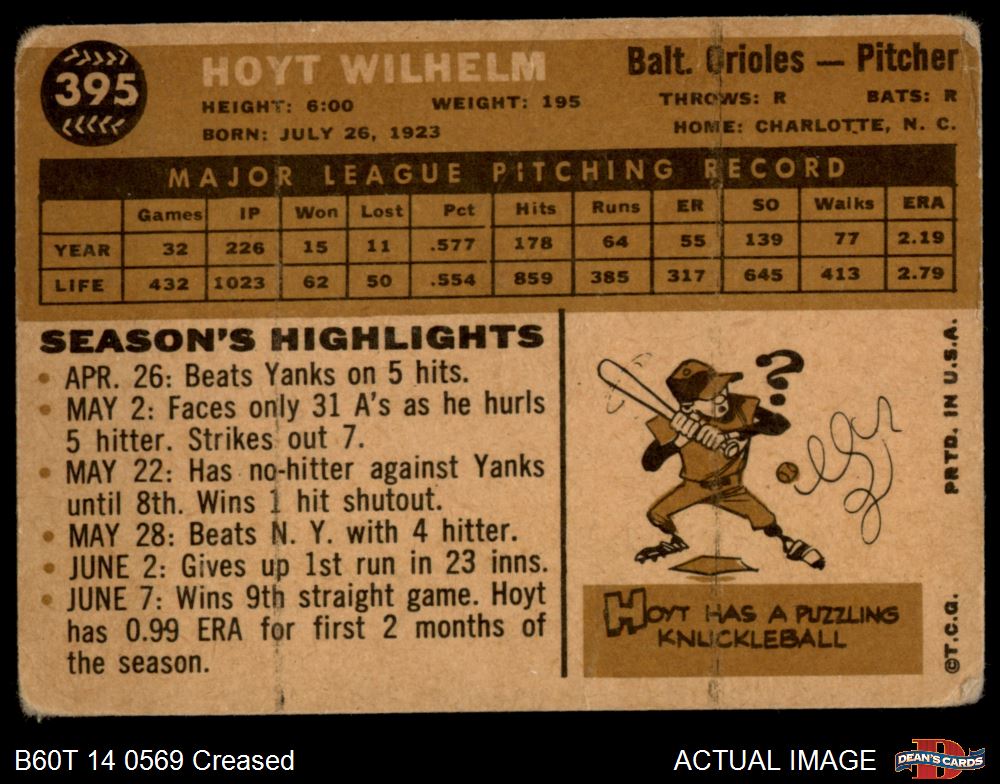 395
HOYT WILHELM
Balt. Orioles — Pitcher
HEIGHT: 6:00 WEIGHT: 195 THROWS: R BATS: R
BORN: JULY 26, 1923 HOME: CHARLOTTE, N. C.
MAJOR LEAGUE PITCHING RECORD
Games IP Won Lost Pct Hits Runs ER SO Walks ERA
YEAR 32 226 15 11 .577 178 64 55 139 77 2.19
LIFE 432 1023 62 50 .554 859 385 317 645 413 2.79
SEASON'S HIGHLIGHTS
• APR. 26: Beats Yanks on 5 hits.
• MAY 2: Faces only 31 A's as he hurls
5 hitter. Strikes out 7.
• MAY 22: Has no-hitter against Yanks
until 8th. Wins 1 hit shutout.
• MAY 28: Beats N. Y. with 4 hitter.
• JUNE 2: Gives up 1st run in 23 inns.
• JUNE 7: Wins 9th straight game. Hoyt
has 0.99 ERA for first 2 months of
the season.
?
HOYT HAS A PUZZLING
KNUCKLEBALL
PRTD. IN U.S.A.
©T.C.G.
B60T 14 0569 Creased
ACTUAL IMAGE
D
DEAN'S CARDS